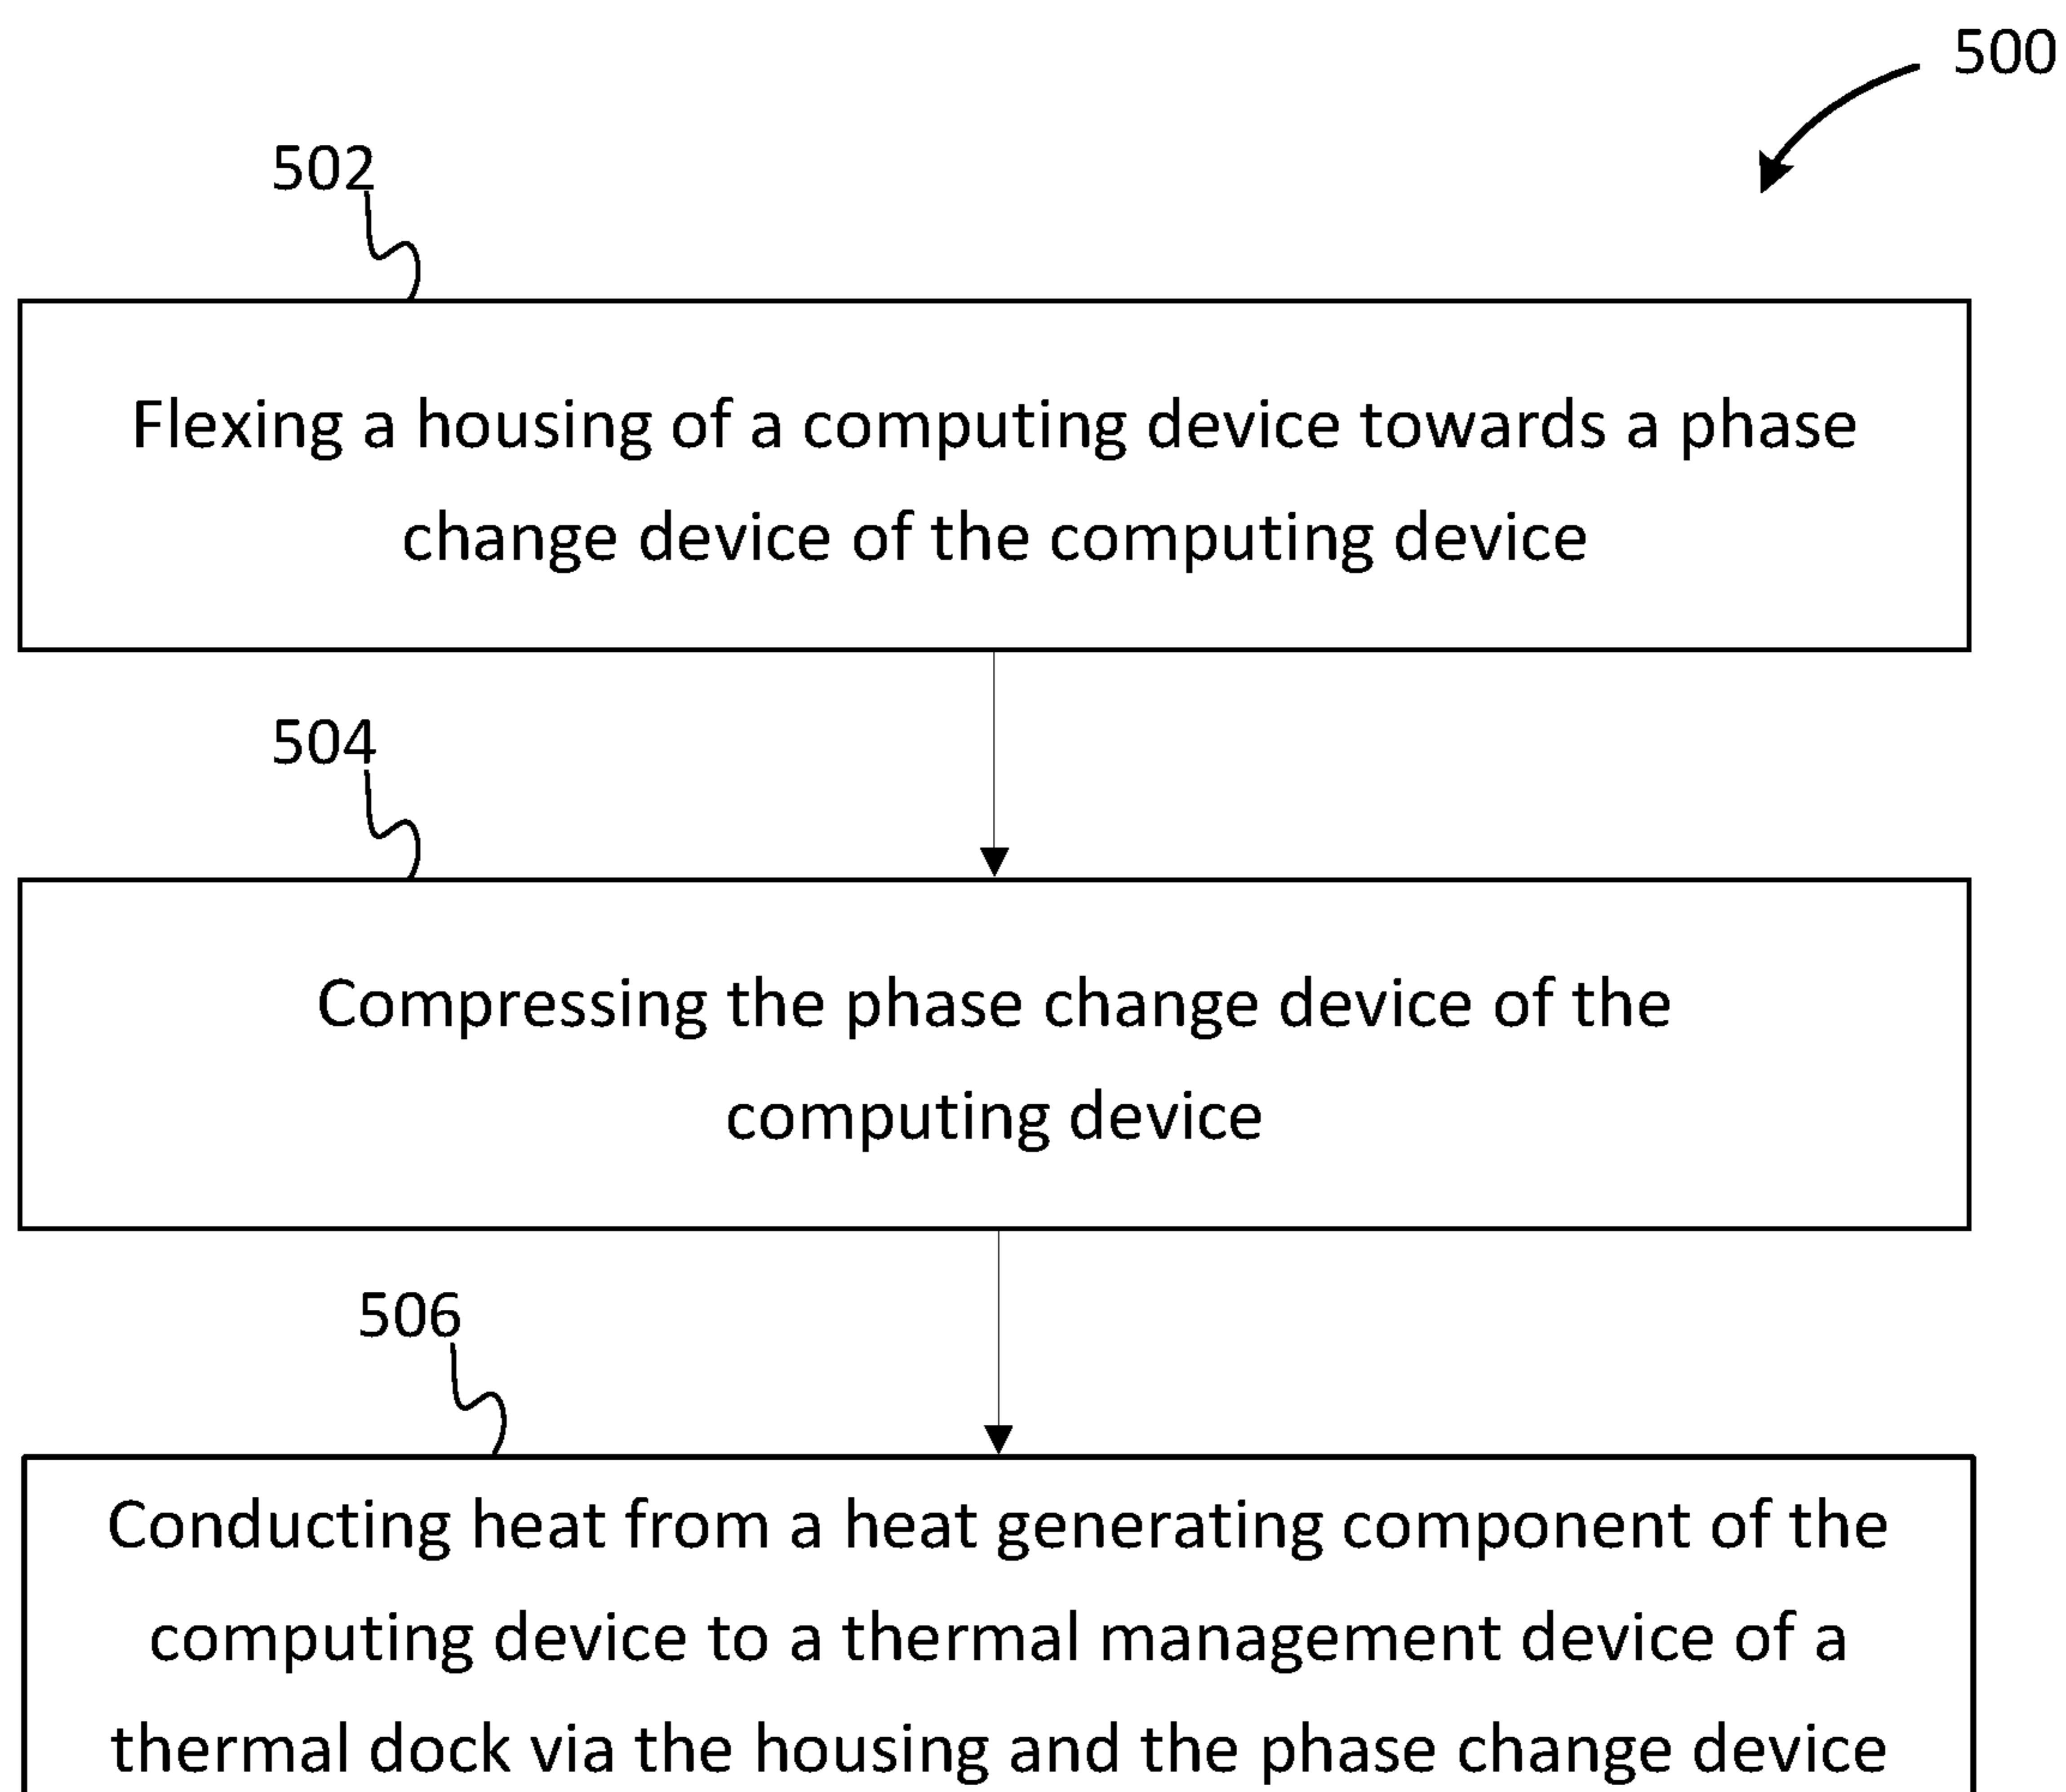 500
502
Flexing a housing of a computing device towards a phase
change device of the computing device
504
Compressing the phase change device of the
computing device
506
Conducting heat from a heat generating component of the
computing device to a thermal management device of a
thermal dock via the housing and the phase change device